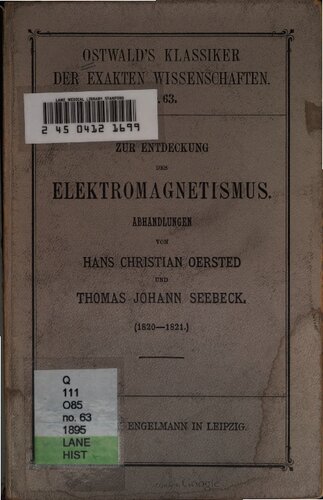 OSTWALD'S KLASSIKER
DER EXAKTEN WISSENSCHAFTEN.
63.
LANE MEDICAL LIBRARY STANFORD
2 45 0412 1699
ZUR ENTDECKUNG
DES
ELEKTROMAGNETISMUS.
ABHANDLUNGEN
VON
HANS CHRISTIAN OERSTED
UND
THOMAS JOHANN SEEBECK.
(1820—1821.)
Q
111
O85
no. 63
1895
LANE
HIST
ENGELMANN IN LEIPZIG.